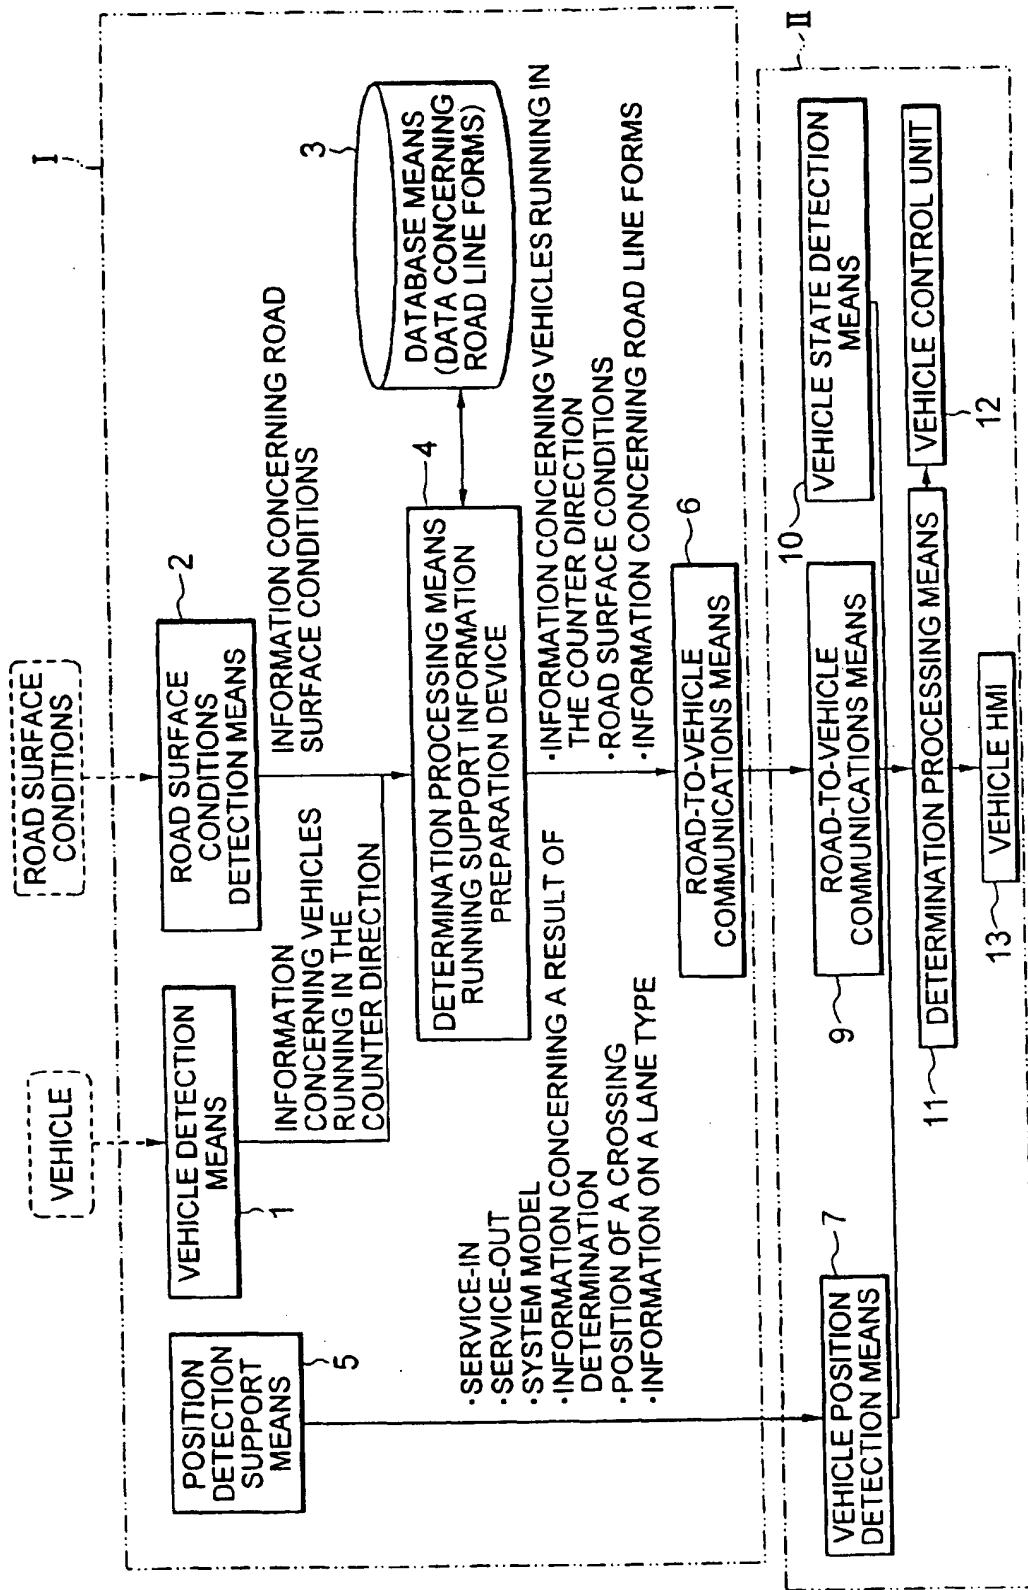 I
ROAD SURFACE
CONDITIONS
VEHICLE
2
ROAD SURFACE
CONDITIONS
DETECTION MEANS
VEHICLE DETECTION
MEANS
1
POSITION
DETECTION
SUPPORT
MEANS
5
INFORMATION CONCERNING ROAD
SURFACE CONDITIONS
INFORMATION
CONCERNING VEHICLES
RUNNING IN THE
COUNTER DIRECTION
3
DATABASE MEANS
(DATA CONCERNING
ROAD LINE FORMS)
4
DETERMINATION PROCESSING MEANS
RUNNING SUPPORT INFORMATION
PREPARATION DEVICE
·INFORMATION CONCERNING VEHICLES RUNNING IN
THE COUNTER DIRECTION
·ROAD SURFACE CONDITIONS
·INFORMATION CONCERNING ROAD LINE FORMS
·SERVICE-IN
·SERVICE-OUT
·SYSTEM MODEL
·INFORMATION CONCERNING A RESULT OF
DETERMINATION
·POSITION OF A CROSSING
·INFORMATION ON A LANE TYPE
6
ROAD-TO-VEHICLE
COMMUNICATIONS MEANS
II
7
VEHICLE POSITION
DETECTION MEANS
ROAD-TO-VEHICLE
COMMUNICATIONS MEANS
9
10
VEHICLE STATE DETECTION
MEANS
DETERMINATION PROCESSING MEANS
11
VEHICLE CONTROL UNIT
12
VEHICLE HMI
13